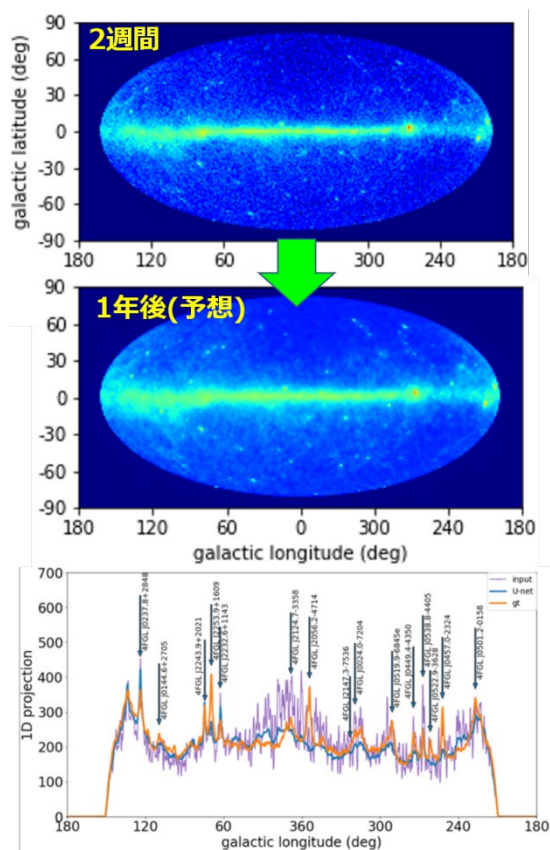 2週間
galactic latitude (deg)
90
60
30
0
-30
-60
-90
180 120 60 0 300 240 180
1年後(予想)
90
60
30
0
-30
-60
-90
180 120 60 0 300 240 180
galactic longitude (deg)
700
600
500
400
300
200
100
0
1D projection
input
U-net
gt
4FGL J0237.8+2848
4FGL J0144.6+2705
4FGL J2243.9+2021
4FGL J2253.9+1609
4FGL J2232.6+1143
4FGL J2124.7-3358
4FGL J2056.2-4714
4FGL J2147.3-7536
4FGL J0024.0-7204
4FGL J0519.9-6845e
4FGL J0449.4-4350
4FGL J0538.8-4405
4FGL J0522.9-3628
4FGL J0457.0-2324
4FGL J0501.2-0158
180 120 60 360 300 240 180
galactic longitude (deg)